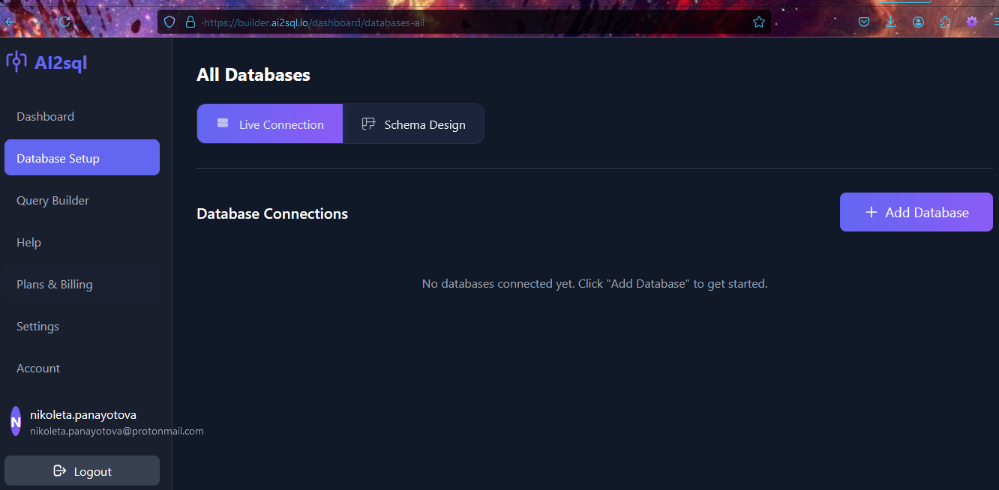 https://builder.ai2sql.io/dashboard/databases-all
AI2sql
Dashboard
Database Setup
Query Builder
Help
Plans & Billing
Settings
Account
N
nikoleta.panayotova
nikoleta.panayotova@protonmail.com
Logout
All Databases
Live Connection
Schema Design
Database Connections
+ Add Database
No databases connected yet. Click "Add Database" to get started.